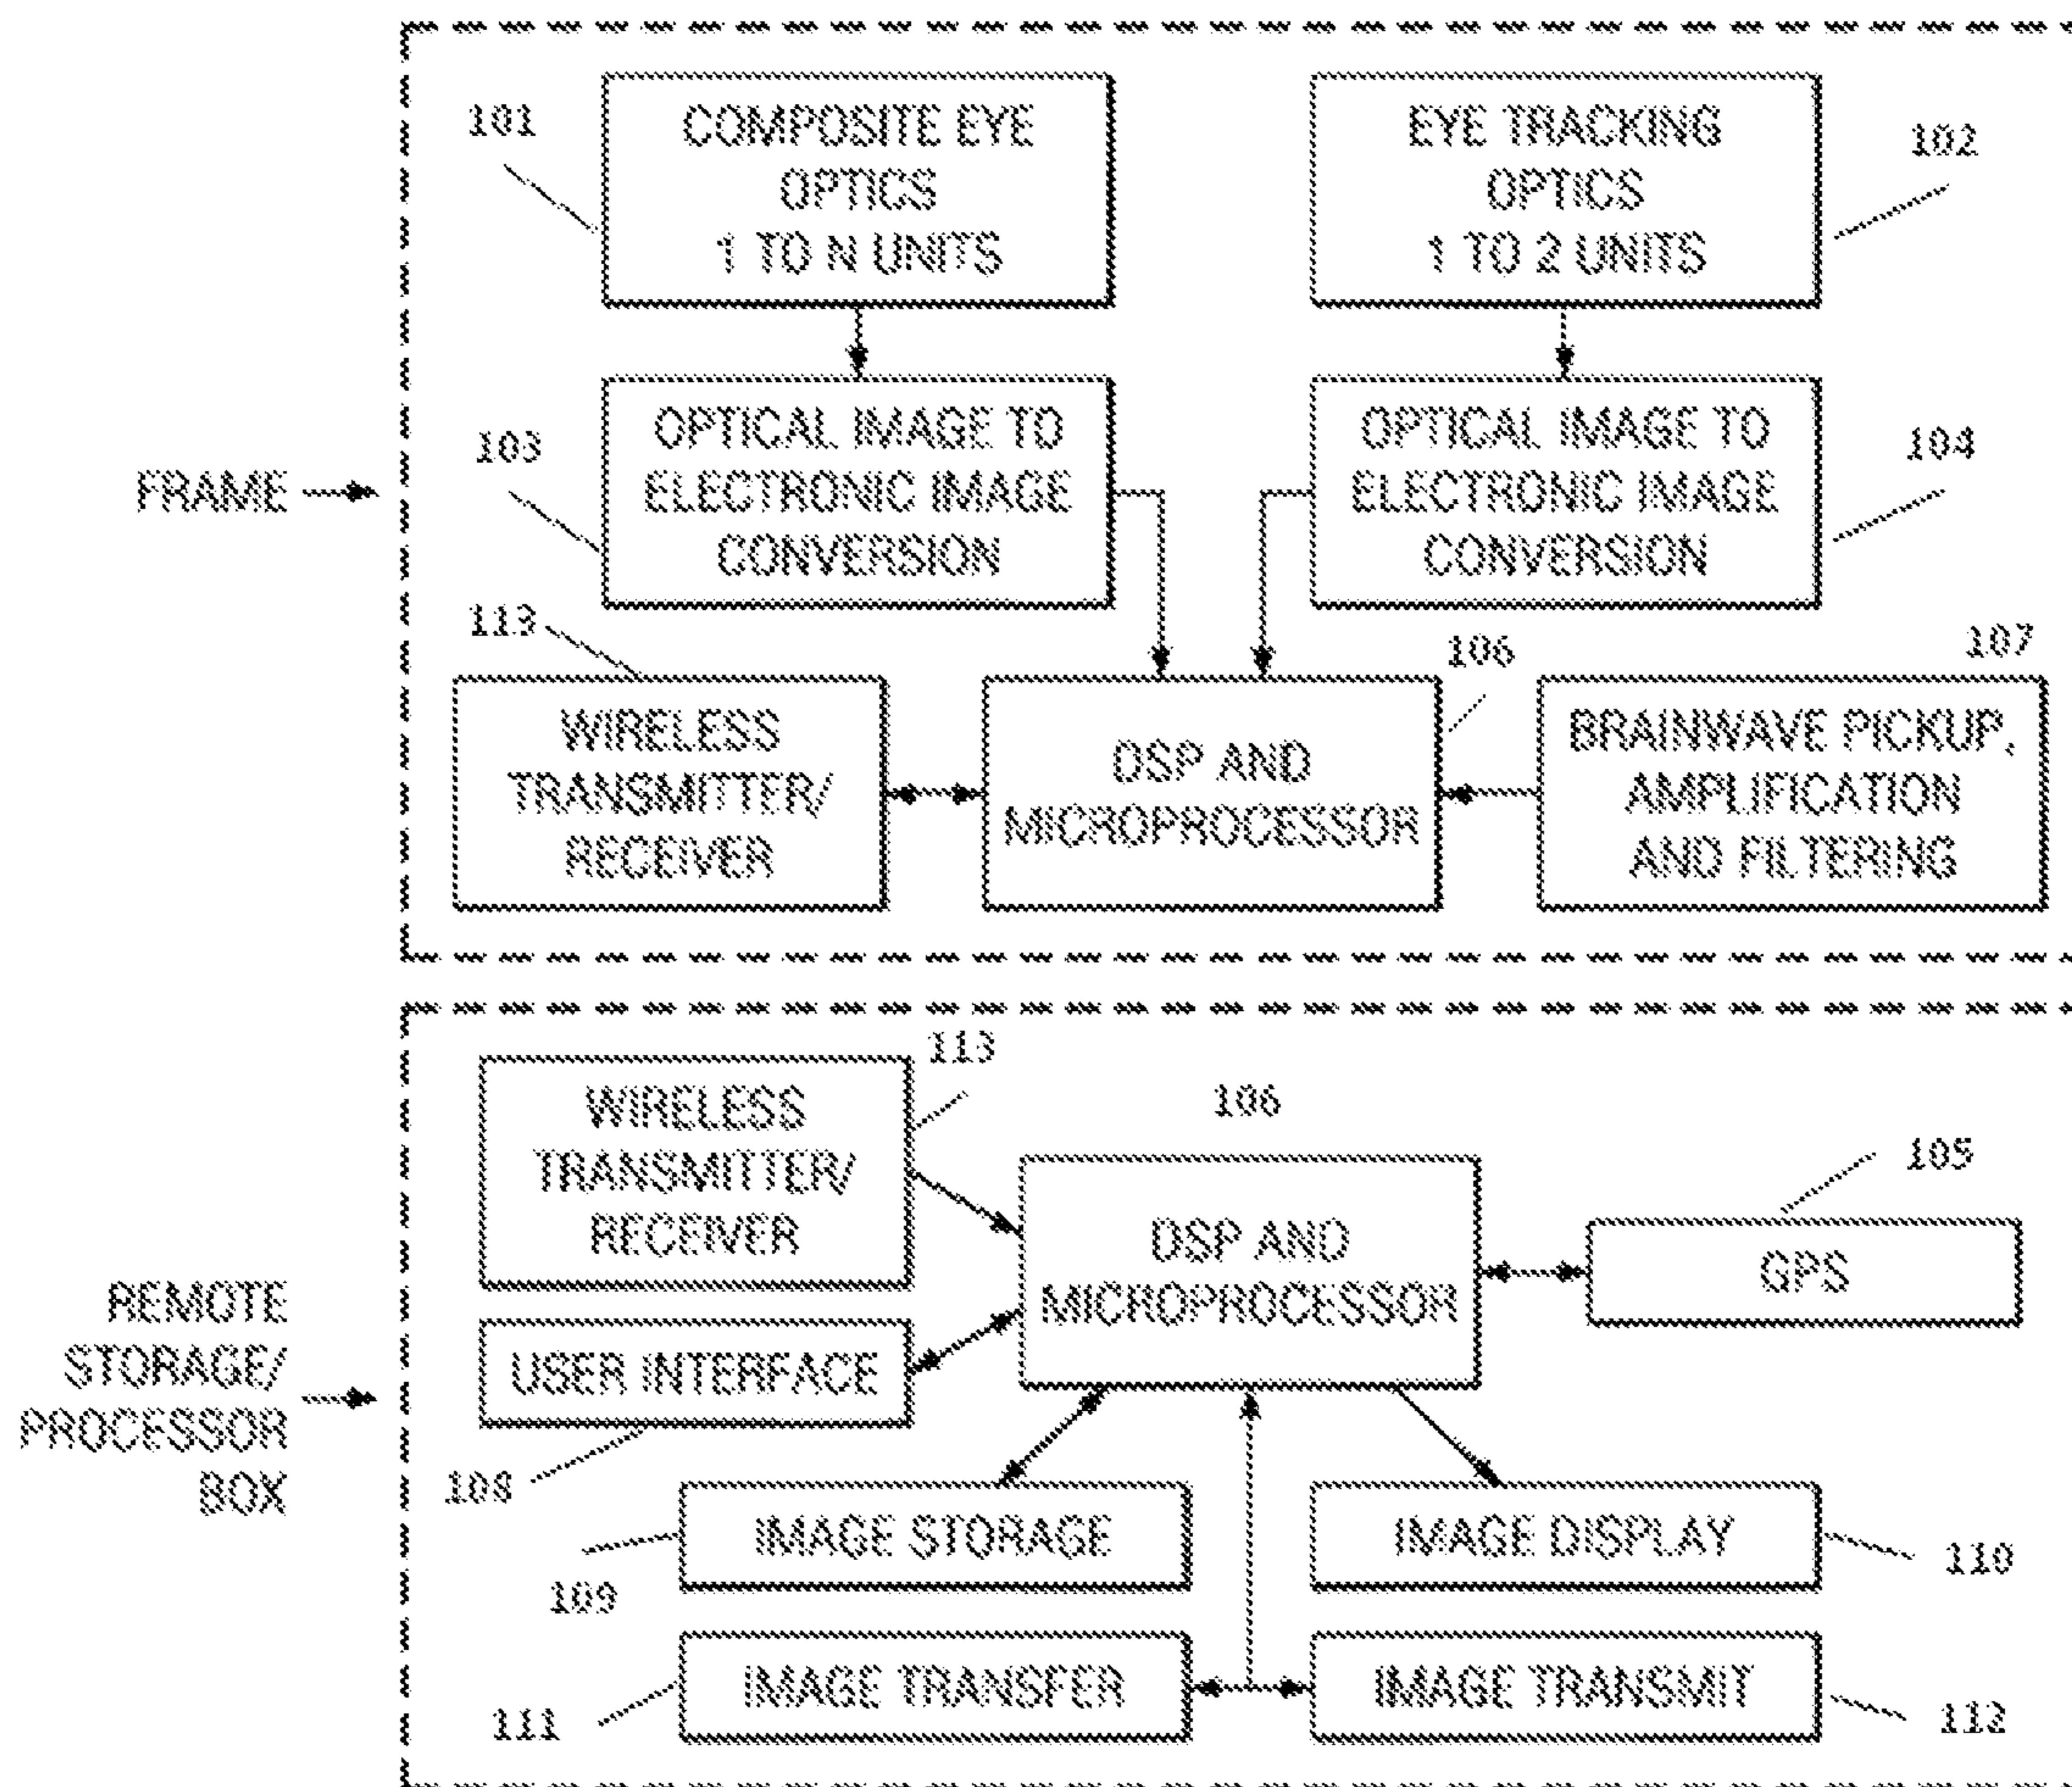 101
COMPOSITE EYE
OPTICS
1 TO N UNITS
EYE TRACKING
OPTICS
1 TO 2 UNITS
102
FRAME
103
OPTICAL IMAGE TO
ELECTRONIC IMAGE
CONVERSION
OPTICAL IMAGE TO
ELECTRONIC IMAGE
CONVERSION
104
113
WIRELESS
TRANSMITTER/
RECEIVER
106
DSP AND
MICROPROCESSOR
107
BRAINWAVE PICKUP,
AMPLIFICATION
AND FILTERING
REMOTE
STORAGE/
PROCESSOR
BOX
113
WIRELESS
TRANSMITTER/
RECEIVER
106
DSP AND
MICROPROCESSOR
105
GPS
USER INTERFACE
108
IMAGE STORAGE
109
IMAGE DISPLAY
110
IMAGE TRANSFER
111
IMAGE TRANSMIT
112